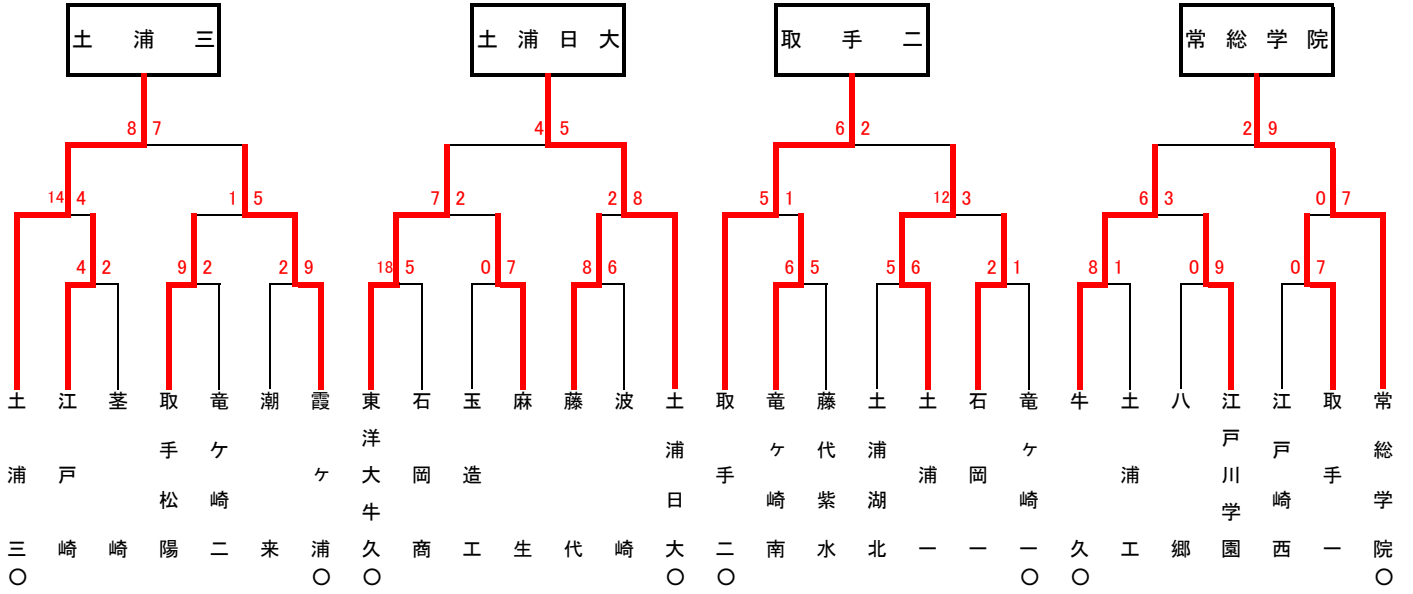 土浦三 土浦日大 取手二 常総学院
8 7 4 5 6 2 2 9
14 4 1 5 7 2 2 8 5 1 12 3 6 3 0 7
4 2 9 2 2 9 18 5 0 7 8 6 6 5 5 6 2 1 8 1 0 9 0 7
土浦三
江戸崎
茎崎
取手松陽
竜ケ崎二
潮来
霞ヶ浦
東洋大牛久
石岡商
玉造工
麻生
藤代
波崎
土浦日大
取手二
竜ヶ崎南
藤代紫水
土浦湖北
土浦一
石岡一
竜ヶ崎一
牛久
土浦工
八郷
江戸川学園
江戸崎西
取手一
常総学院
○ ○ ○ ○ ○ ○ ○ ○